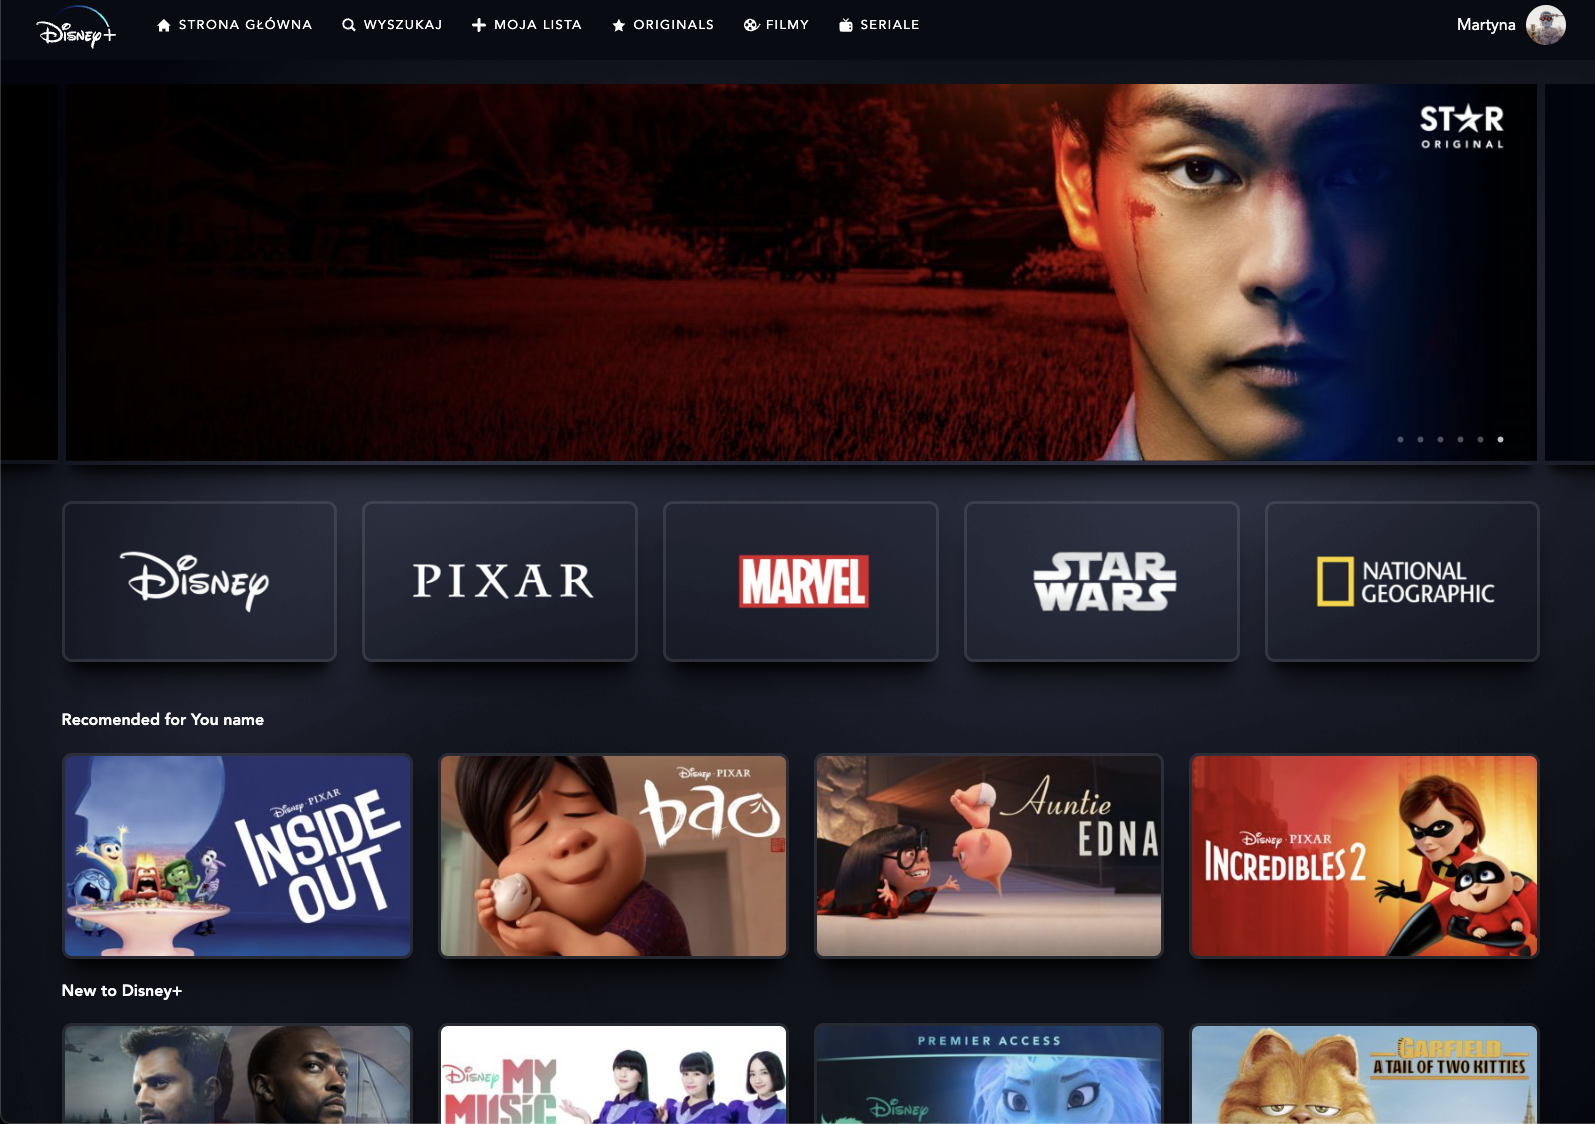 Disney+
STRONA GŁÓWNA
WYSZUKAJ
MOJA LISTA
ORIGINALS
FILMY
SERIALE
Martyna
STAR
ORIGINAL
Disney
PIXAR
MARVEL
STAR
WARS
NATIONAL
GEOGRAPHIC
Recomended for You name
Disney · PIXAR
INSIDE
OUT
Disney · PIXAR
bao
Auntie
EDNA
Disney · PIXAR
INCREDIBLES 2
New to Disney+
Disney MY
MUSIC
PREMIER ACCESS
Disney
GARFIELD
A TAIL OF TWO KITTIES